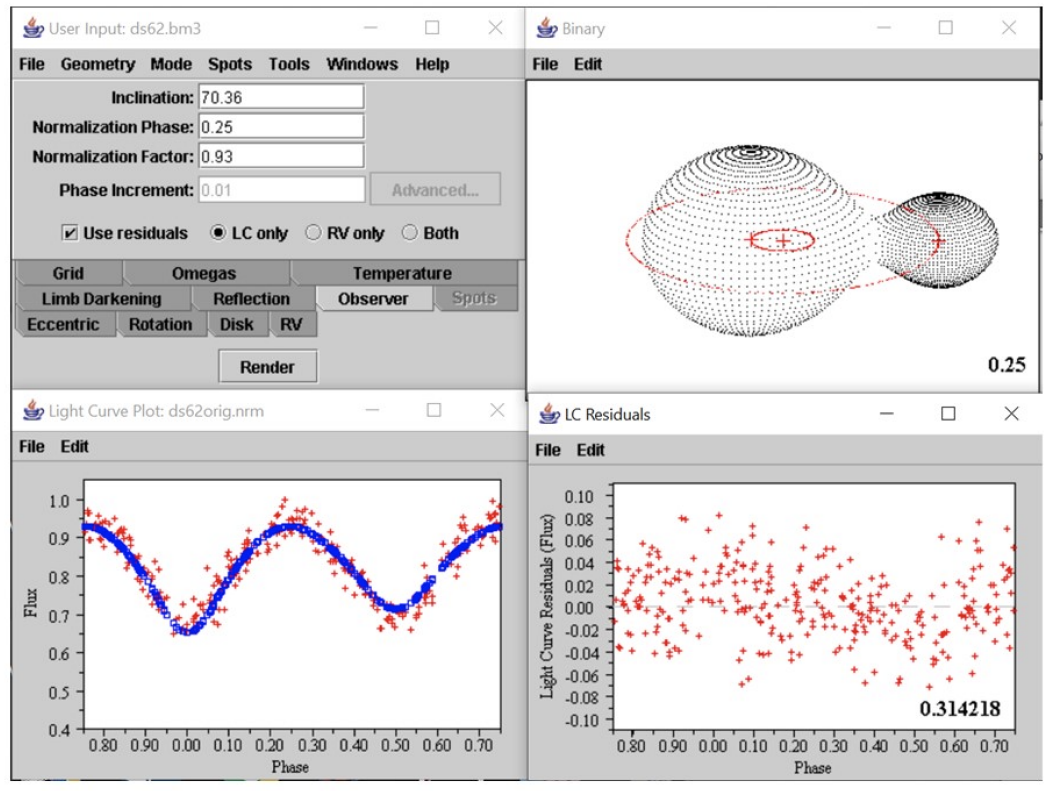 User Input: ds62.bm3
File Geometry Mode Spots Tools Windows Help
Inclination: 70.36
Normalization Phase: 0.25
Normalization Factor: 0.93
Phase Increment: 0.01 Advanced...
Use residuals LC only RV only Both
Grid Omegas Temperature
Limb Darkening Reflection Observer Spots
Eccentric Rotation Disk RV
Render
Binary
File Edit
0.25
Light Curve Plot: ds62orig.nrm
File Edit
1.0
0.9
0.8
0.7
0.6
0.5
0.4
Flux
0.80 0.90 0.00 0.10 0.20 0.30 0.40 0.50 0.60 0.70
Phase
LC Residuals
File Edit
0.10
0.08
0.06
0.04
0.02
0.00
-0.02
-0.04
-0.06
-0.08
-0.10
Light Curve Residuals (Flux)
0.314218
0.80 0.90 0.00 0.10 0.20 0.30 0.40 0.50 0.60 0.70
Phase